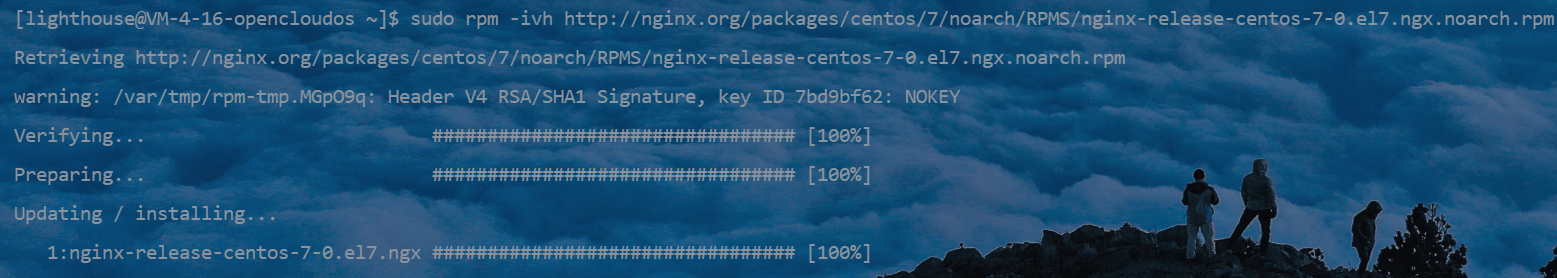 [lighthouse@VM-4-16-opencloudos ~]$ sudo rpm -ivh http://nginx.org/packages/centos/7/noarch/RPMS/nginx-release-centos-7-0.el7.ngx.noarch.rpm
Retrieving http://nginx.org/packages/centos/7/noarch/RPMS/nginx-release-centos-7-0.el7.ngx.noarch.rpm
warning: /var/tmp/rpm-tmp.MGpO9q: Header V4 RSA/SHA1 Signature, key ID 7bd9bf62: NOKEY
Verifying... ################################# [100%]
Preparing... ################################# [100%]
Updating / installing...
1:nginx-release-centos-7-0.el7.ngx ################################# [100%]